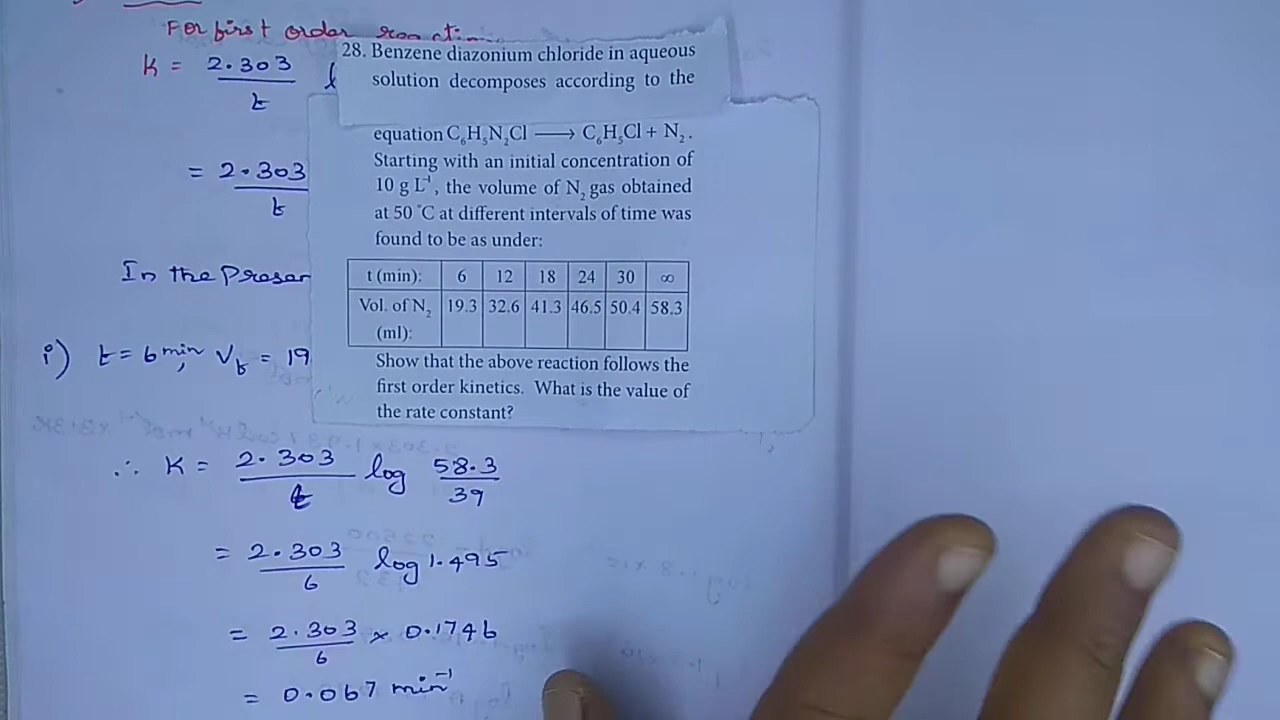 For first order
K = 2.303
t
= 2.303
t
In the Presen
i) t = 6 min, Vt = 19
28. Benzene diazonium chloride in aqueous
solution decomposes according to the
equation C₆H₅N₂Cl ⟶ C₆H₅Cl + N₂.
Starting with an initial concentration of
10 g L⁻¹, the volume of N₂ gas obtained
at 50 °C at different intervals of time was
found to be as under:
t (min): 6 12 18 24 30 ∞
Vol. of N₂ 19.3 32.6 41.3 46.5 50.4 58.3
(ml):
Show that the above reaction follows the
first order kinetics. What is the value of
the rate constant?
∴ K = 2.303 log 58.3
t 39
= 2.303 log 1.495
6
= 2.303 × 0.1746
6
= 0.067 min⁻¹